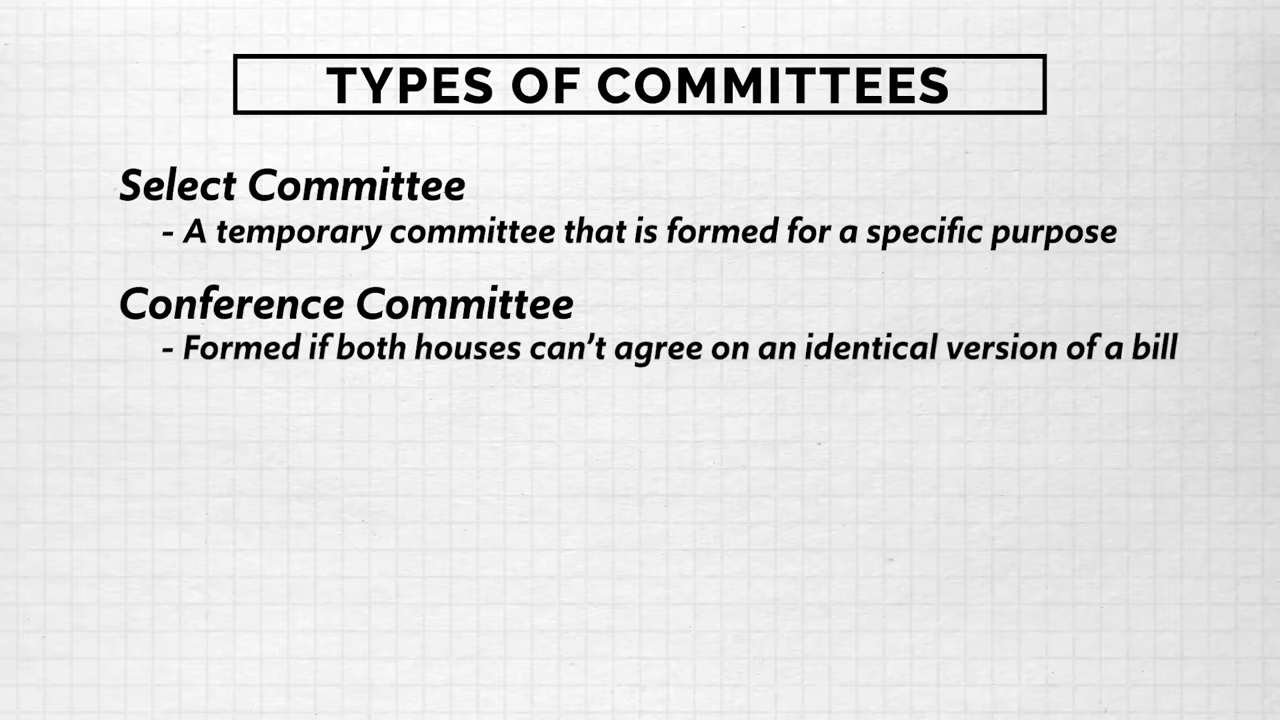 TYPES OF COMMITTEES
Select Committee
- A temporary committee that is formed for a specific purpose
Conference Committee
- Formed if both houses can’t agree on an identical version of a bill